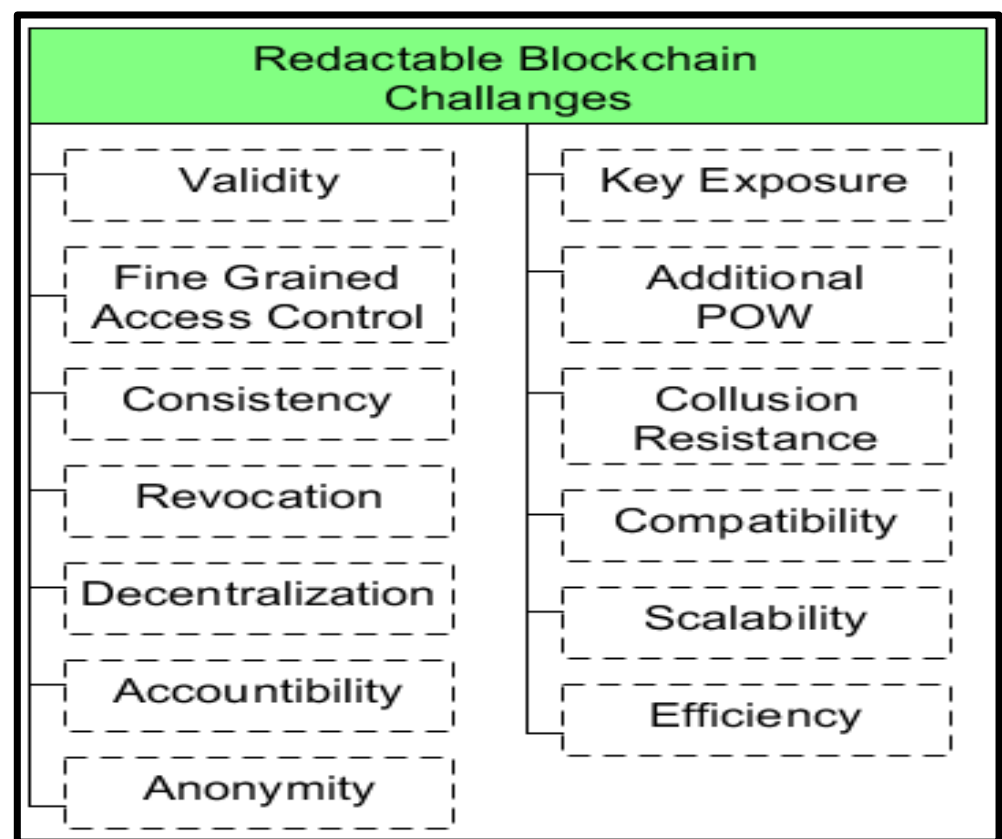 Redactable Blockchain
Challanges
Validity
Fine Grained
Access Control
Consistency
Revocation
Decentralization
Accountibility
Anonymity
Key Exposure
Additional
POW
Collusion
Resistance
Compatibility
Scalability
Efficiency